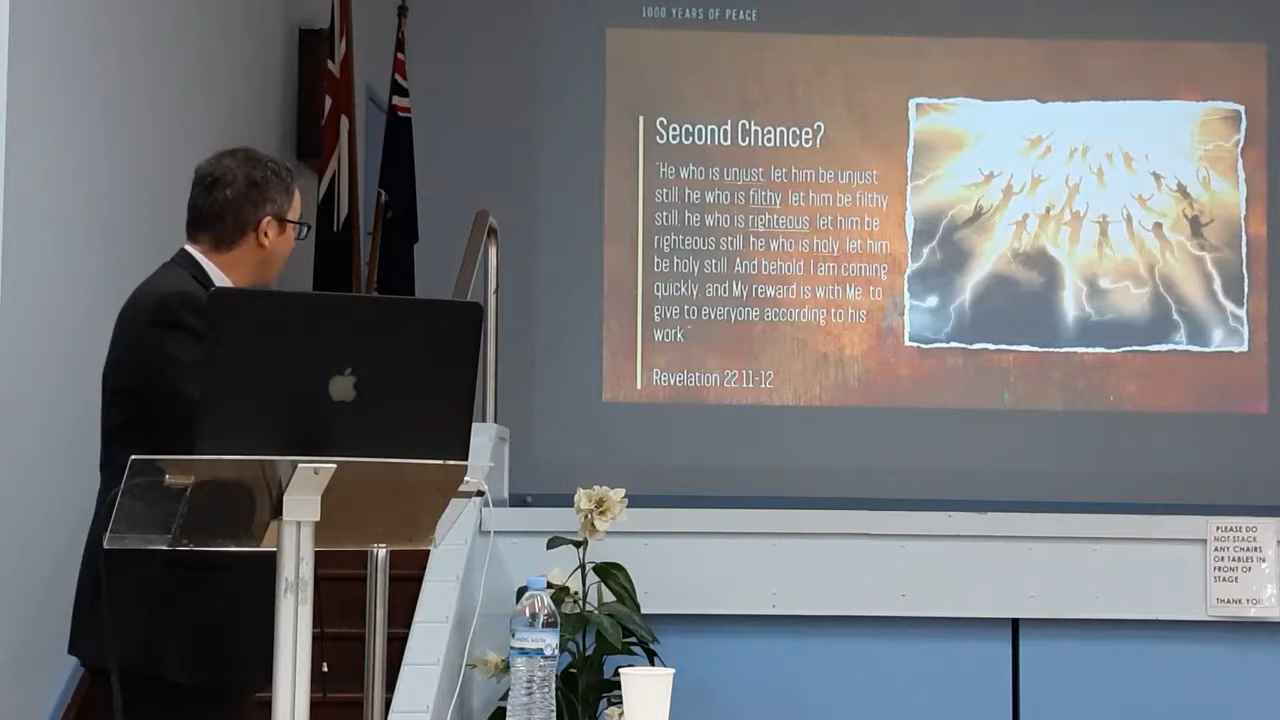 1000 YEARS OF PEACE
Second Chance?
"He who is unjust, let him be unjust
still; he who is filthy, let him be filthy
still; he who is righteous, let him be
righteous still; he who is holy, let him
be holy still. And behold, I am coming
quickly, and My reward is with Me, to
give to everyone according to his
work."
Revelation 22:11-12
PLEASE DO
NOT STACK
ANY CHAIRS
OR TABLES IN
FRONT OF
STAGE
THANK YOU